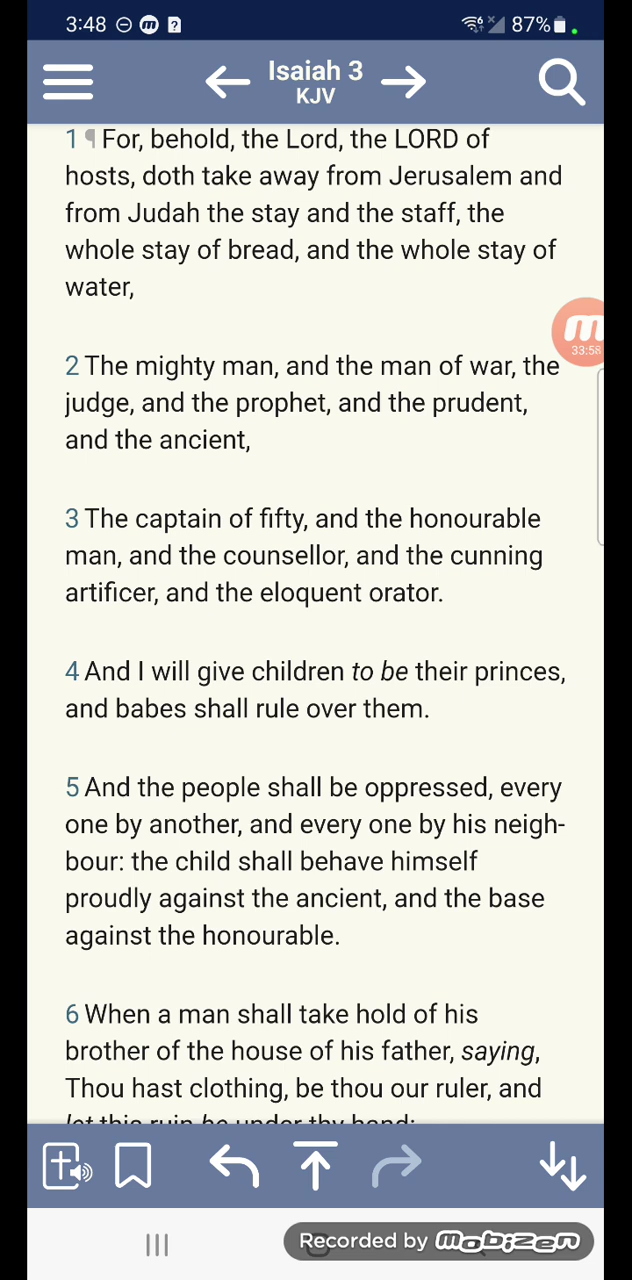 3:48 87%
Isaiah 3
KJV
1 ¶ For, behold, the Lord, the LORD of
hosts, doth take away from Jerusalem and
from Judah the stay and the staff, the
whole stay of bread, and the whole stay of
water,
33:58
2 The mighty man, and the man of war, the
judge, and the prophet, and the prudent,
and the ancient,
3 The captain of fifty, and the honourable
man, and the counsellor, and the cunning
artificer, and the eloquent orator.
4 And I will give children to be their princes,
and babes shall rule over them.
5 And the people shall be oppressed, every
one by another, and every one by his neigh-
bour: the child shall behave himself
proudly against the ancient, and the base
against the honourable.
6 When a man shall take hold of his
brother of the house of his father, saying,
Thou hast clothing, be thou our ruler, and
let this ruin be under thy hand:
Recorded by mobizen